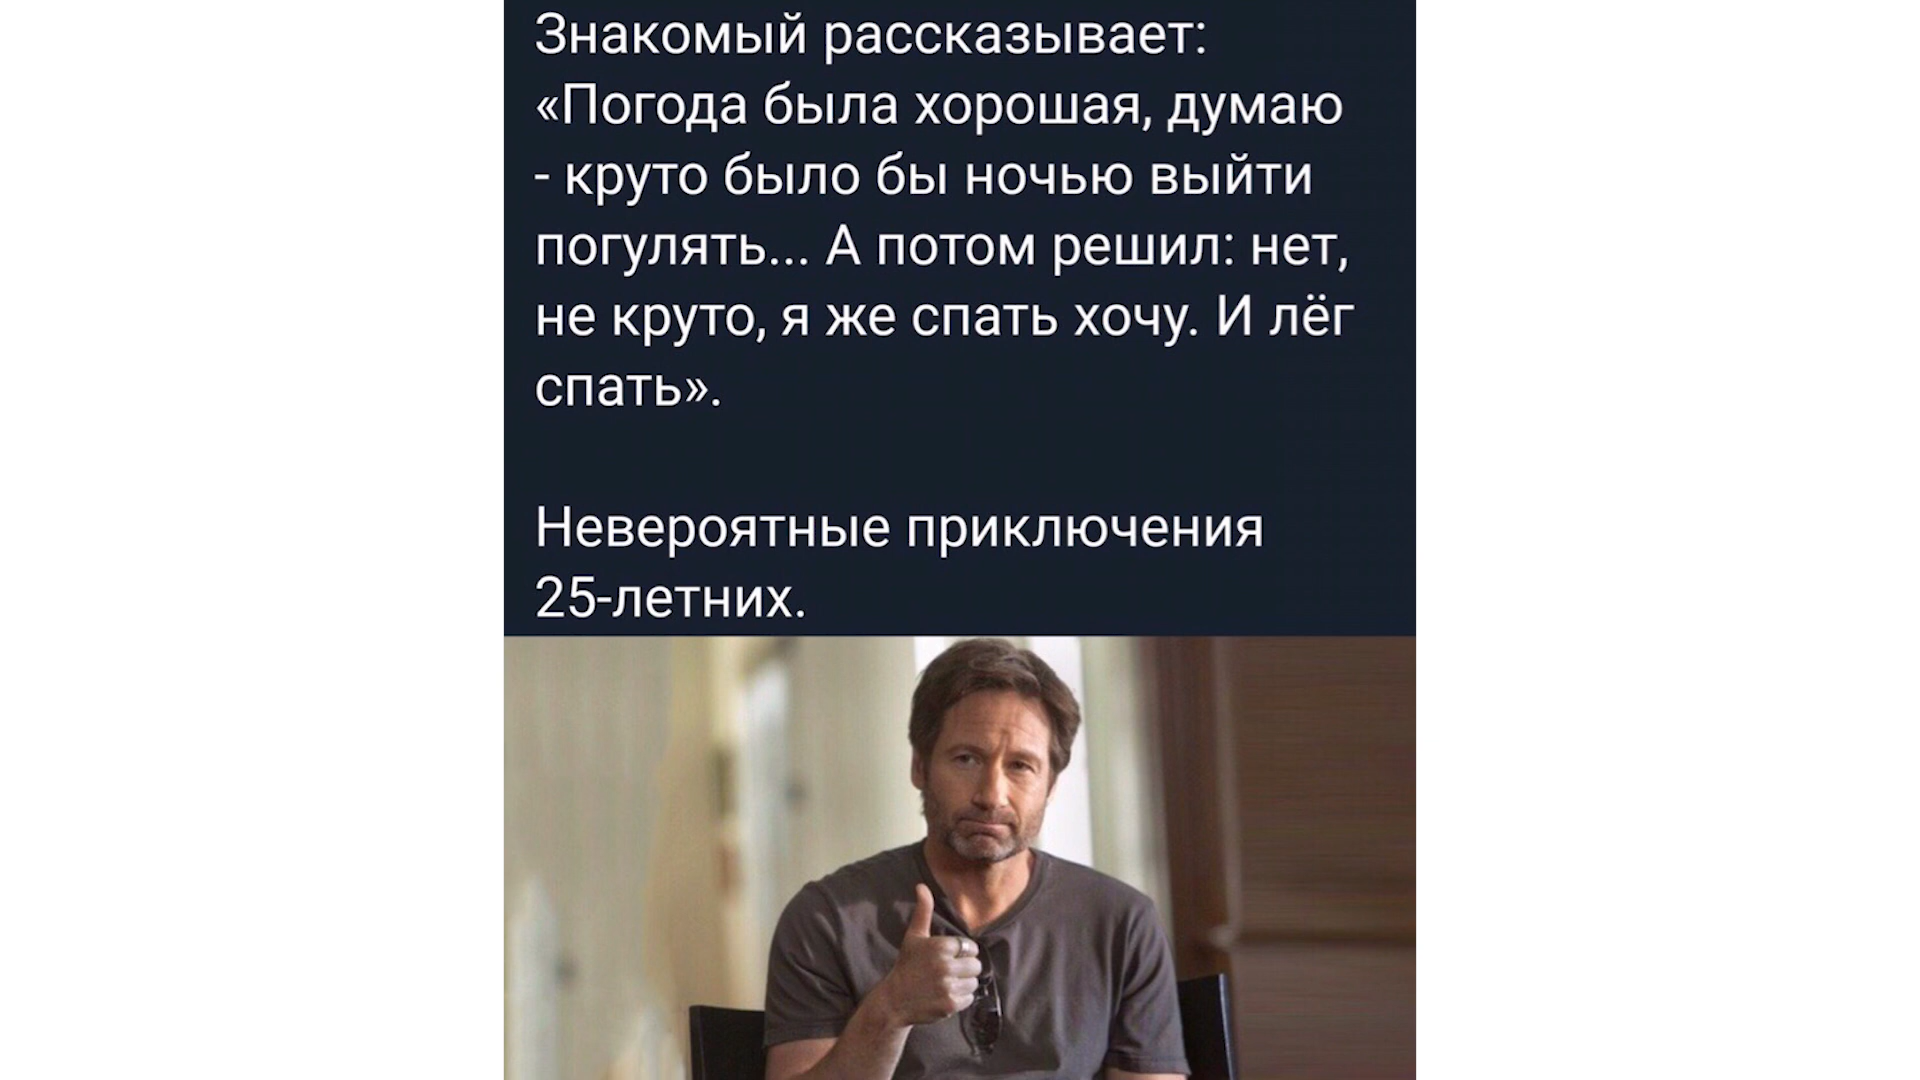 Знакомый рассказывает:
«Погода была хорошая, думаю
- круто было бы ночью выйти
погулять... А потом решил: нет,
не круто, я же спать хочу. И лёг
спать».
Невероятные приключения
25-летних.